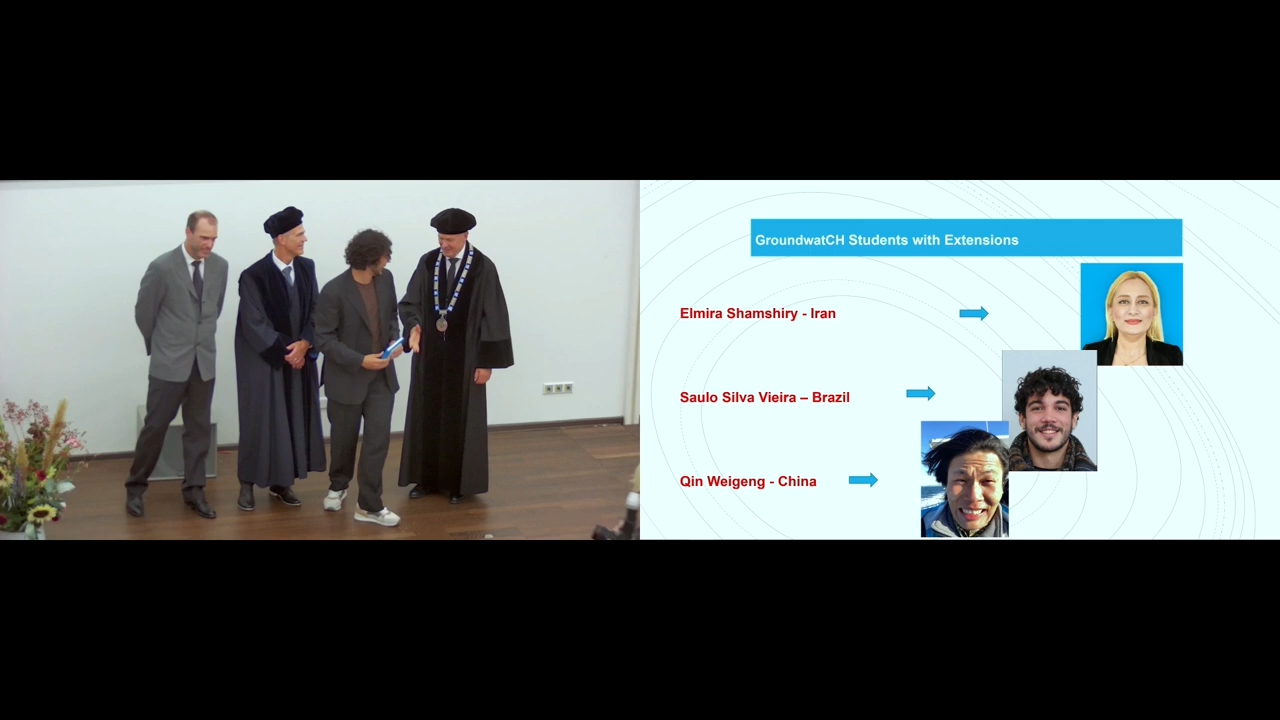 GroundwatCH Students with Extensions
Elmira Shamshiry - Iran
Saulo Silva Vieira – Brazil
Qin Weigeng - China